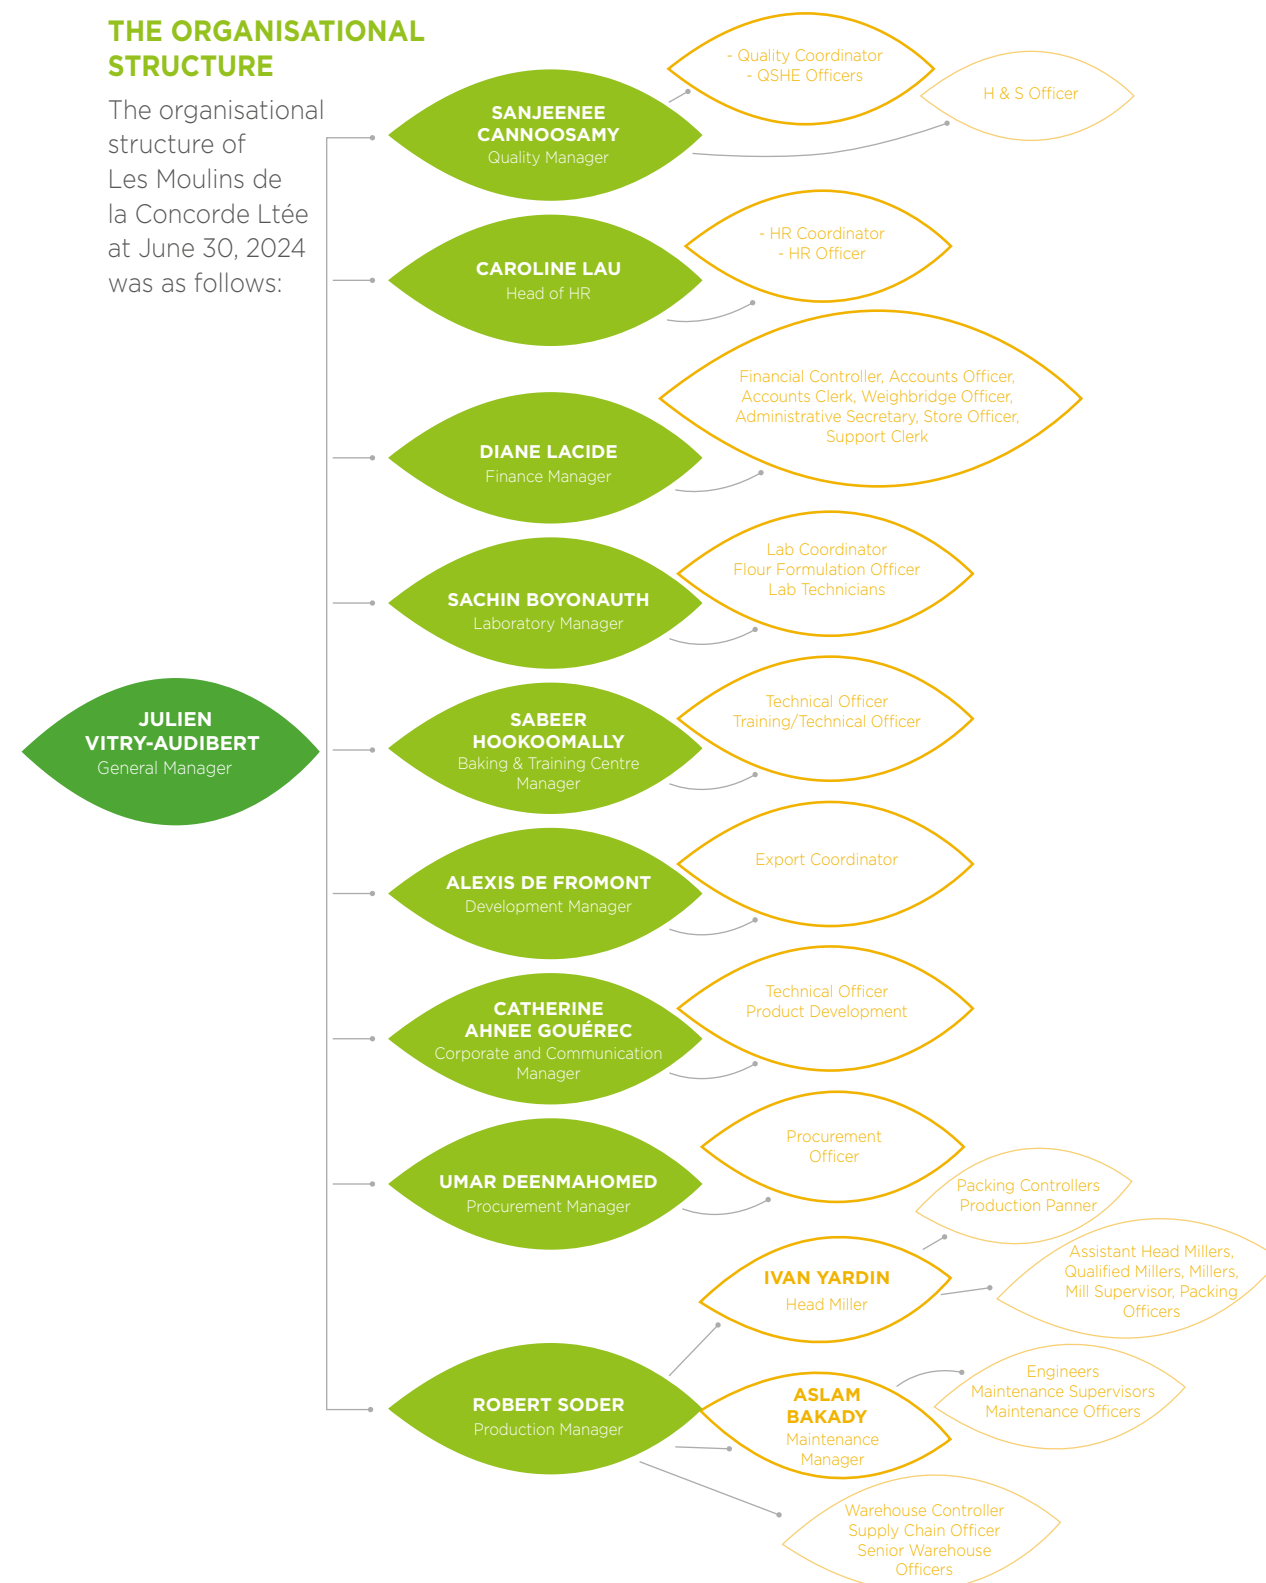 THE ORGANISATIONAL
STRUCTURE
The organisational
structure of
Les Moulins de
la Concorde Ltée
at June 30, 2024
was as follows:
JULIEN
VITRY-AUDIBERT
General Manager
SANJEENEE
CANNOOSAMY
Quality Manager
- Quality Coordinator
- QSHE Officers
H & S Officer
CAROLINE LAU
Head of HR
- HR Coordinator
- HR Officer
DIANE LACIDE
Finance Manager
Financial Controller, Accounts Officer,
Accounts Clerk, Weighbridge Officer,
Administrative Secretary, Store Officer,
Support Clerk
SACHIN BOYONAUTH
Laboratory Manager
Lab Coordinator
Flour Formulation Officer
Lab Technicians
SABEER
HOOKOOMALLY
Baking & Training Centre
Manager
Technical Officer
Training/Technical Officer
ALEXIS DE FROMONT
Development Manager
Export Coordinator
CATHERINE
AHNEE GOUÉREC
Corporate and Communication
Manager
Technical Officer
Product Development
UMAR DEENMAHOMED
Procurement Manager
Procurement
Officer
ROBERT SODER
Production Manager
IVAN YARDIN
Head Miller
Packing Controllers
Production Panner
Assistant Head Millers,
Qualified Millers, Millers,
Mill Supervisor, Packing
Officers
ASLAM
BAKADY
Maintenance
Manager
Engineers
Maintenance Supervisors
Maintenance Officers
Warehouse Controller
Supply Chain Officer
Senior Warehouse
Officers